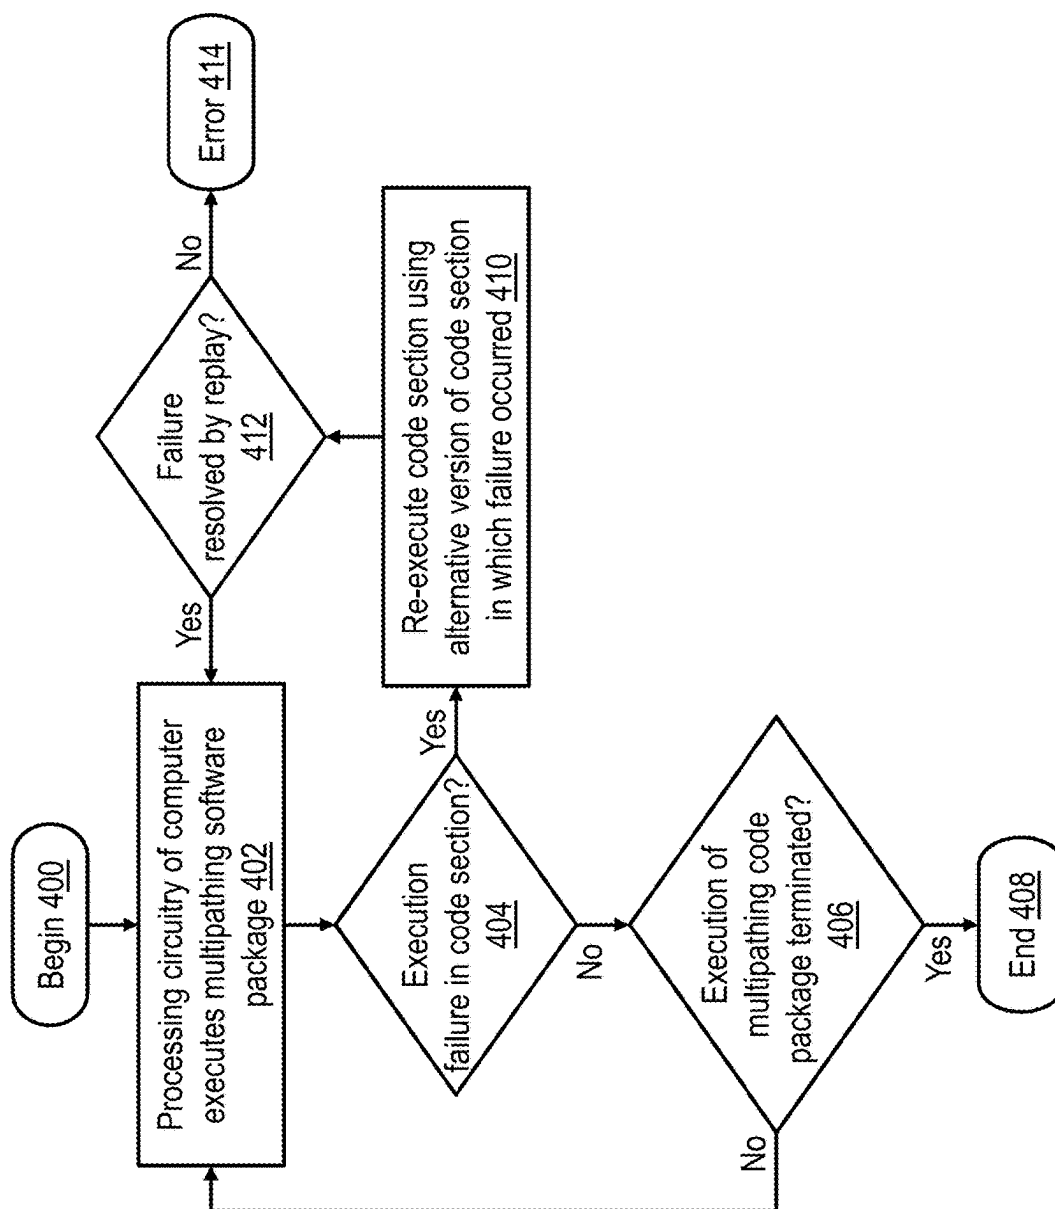 Begin 400
Processing circuitry of computer
executes multipathing software
package 402
Execution
failure in code section?
404
Yes
No
Execution of
multipathing code
package terminated?
406
No
Yes
End 408
Re-execute code section using
alternative version of code section
in which failure occurred 410
Failure
resolved by replay?
412
Yes
No
Error 414